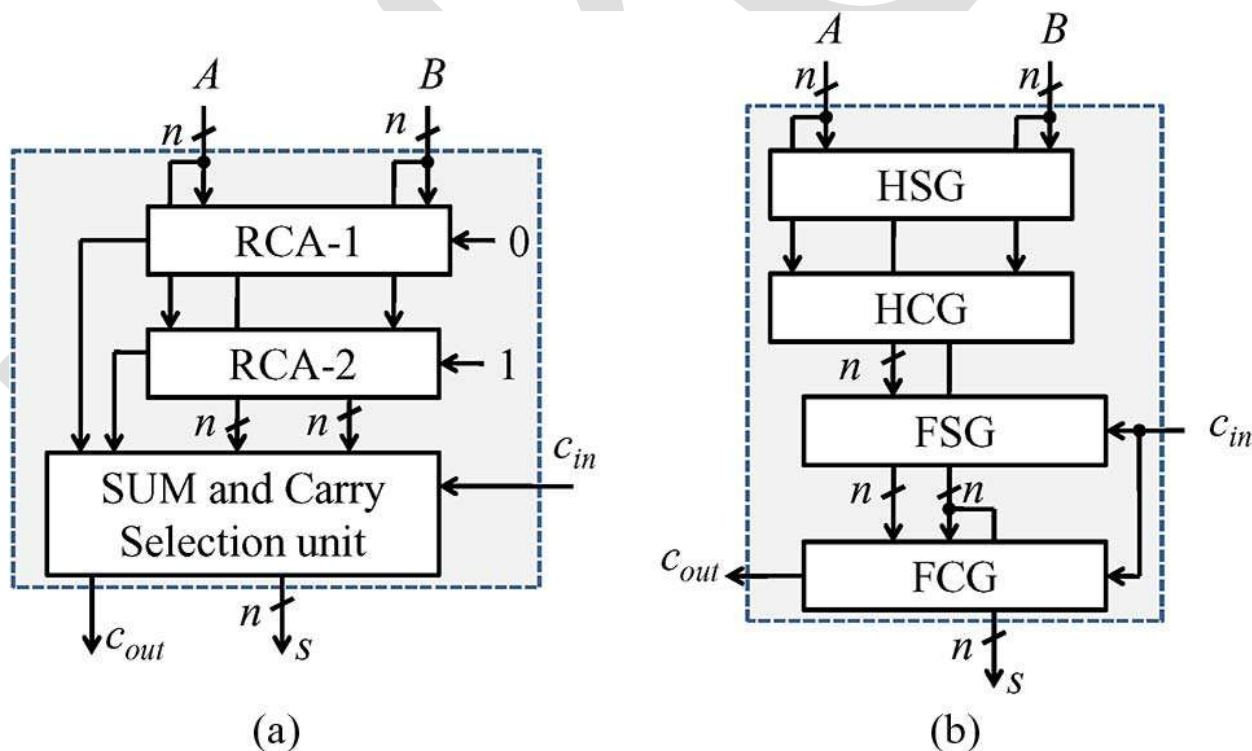 A B
n n
RCA-1 0
RCA-2 1
n n
c_in
SUM and Carry
Selection unit
n
c_out s
(a)
A B
n n
HSG
HCG
n
FSG c_in
n n
c_out FCG
n
s
(b)